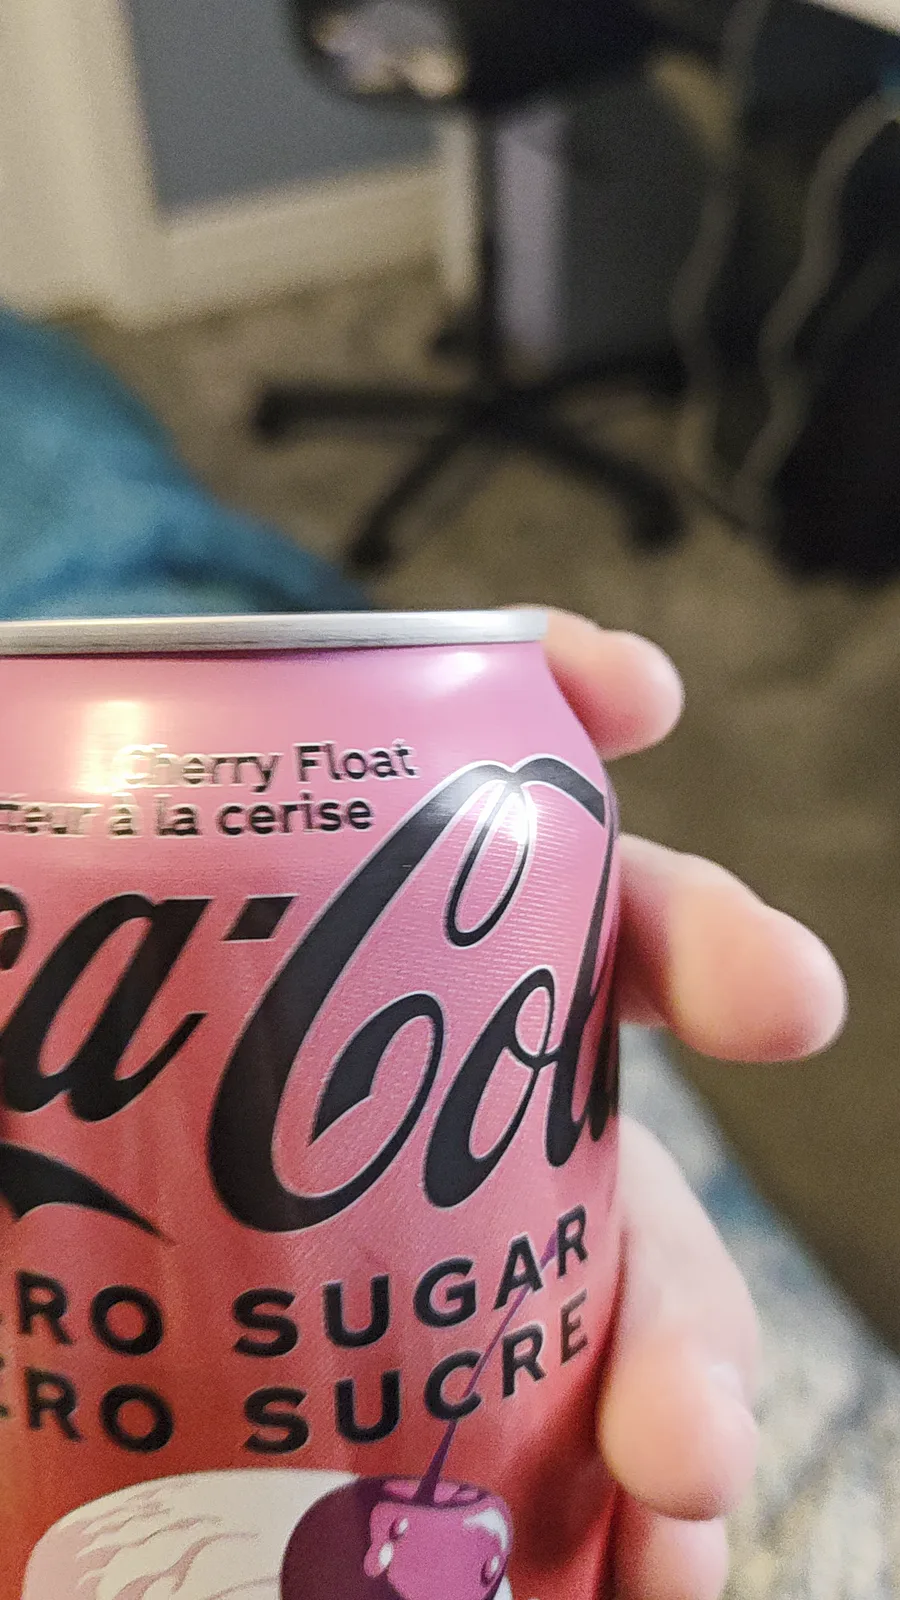 Cherry Float
à la cerise
Cola
SUGAR
SUCRE